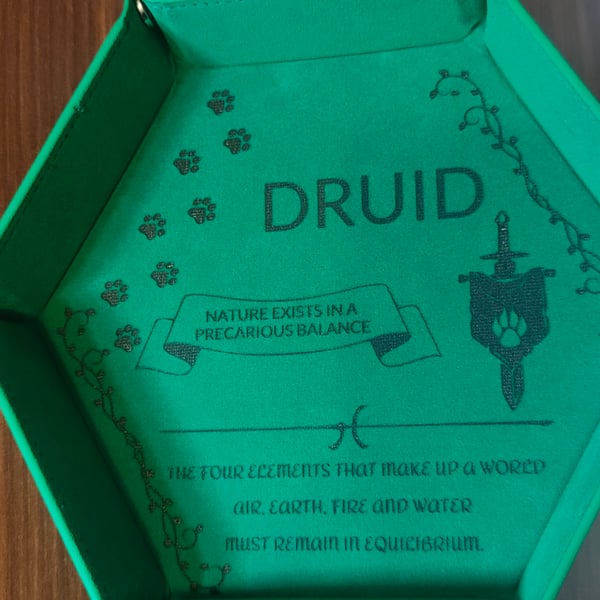 DRUID
NATURE EXISTS IN A
PRECARIOUS BALANCE
THE FOUR ELEMENTS THAT MAKE UP A WORLD
AIR, EARTH, FIRE AND WATER
MUST REMAIN IN EQUILIBRIUM.